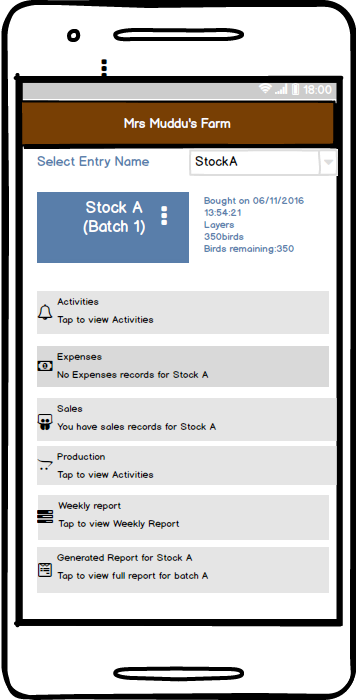 18:00
Mrs Muddu's Farm
Select Entry Name
StockA
Stock A
(Batch 1)
Bought on 06/11/2016
13:54:21
Layers
350birds
Birds remaining:350
Activities
Tap to view Activities
Expenses
No Expenses records for Stock A
Sales
You have sales records for Stock A
Production
Tap to view Activities
Weekly report
Tap to view Weekly Report
Generated Report for Stock A
Tap to view full report for batch A